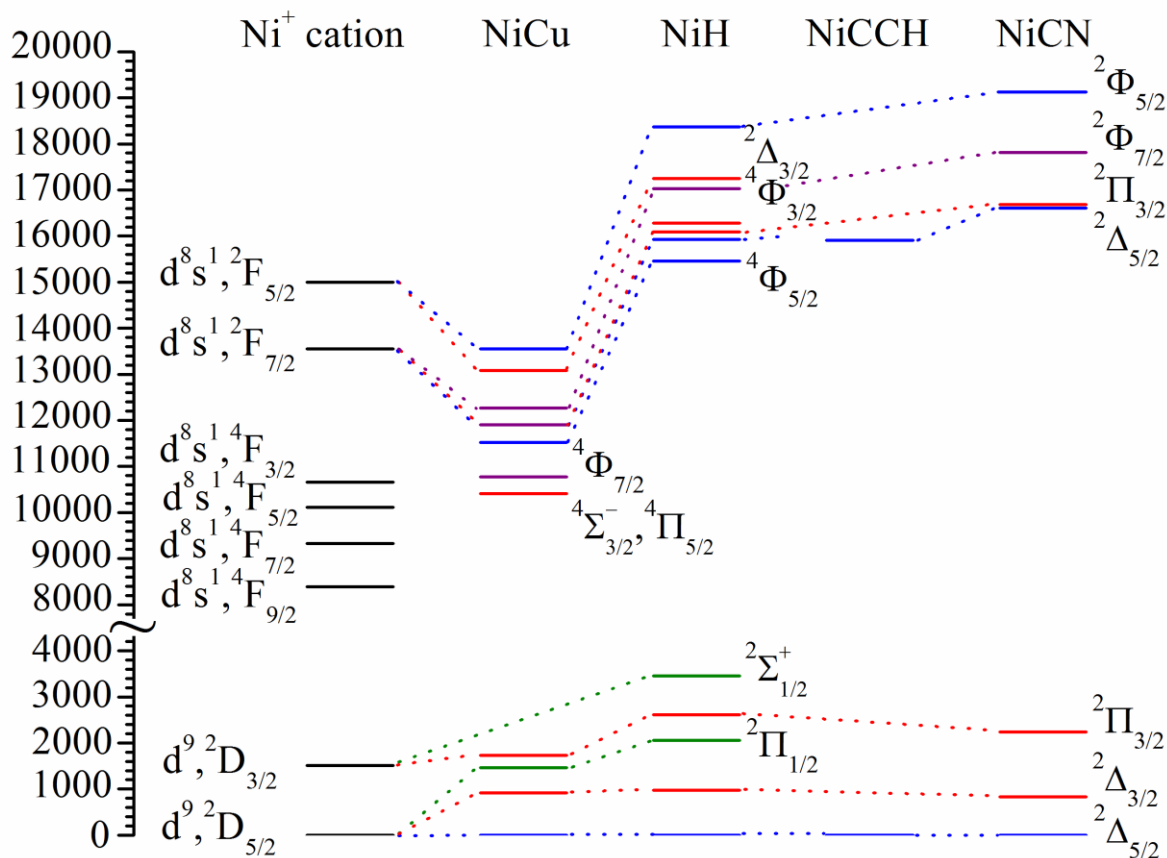 Ni⁺ cation NiCu NiH NiCCH NiCN
20000
19000
18000
17000
16000
15000
14000
13000
12000
11000
10000
9000
8000
4000
3000
2000
1000
0
d⁸s¹, ²F₅/₂
d⁸s¹, ²F₇/₂
d⁸s¹, ⁴F₃/₂
d⁸s¹, ⁴F₅/₂
d⁸s¹, ⁴F₇/₂
d⁸s¹, ⁴F₉/₂
d⁹, ²D₃/₂
d⁹, ²D₅/₂
⁴Φ₇/₂
⁴Σ⁻₃/₂, ⁴Π₅/₂
²Δ₃/₂
⁴Φ₃/₂
⁴Φ₅/₂
²Σ⁺₁/₂
²Π₁/₂
²Φ₅/₂
²Φ₇/₂
²Π₃/₂
²Δ₅/₂
²Π₃/₂
²Δ₃/₂
²Δ₅/₂